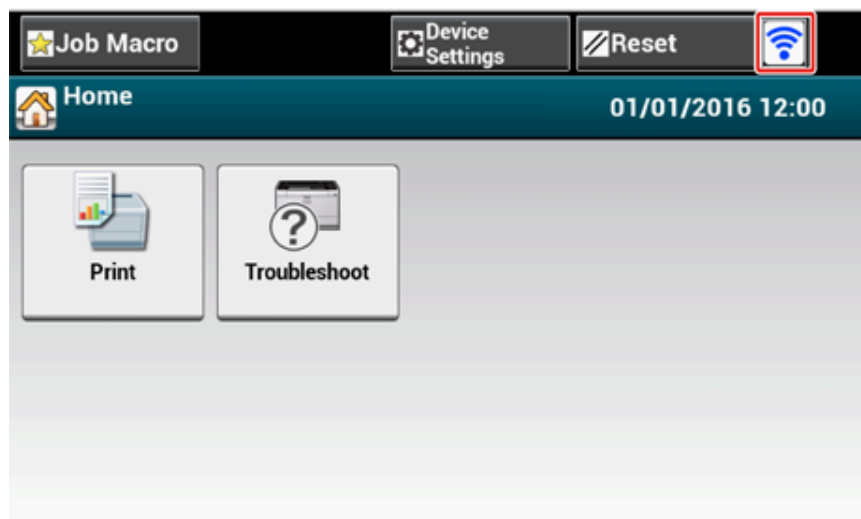 Job Macro
Device
Settings
Reset
Home
01/01/2016 12:00
Print
Troubleshoot